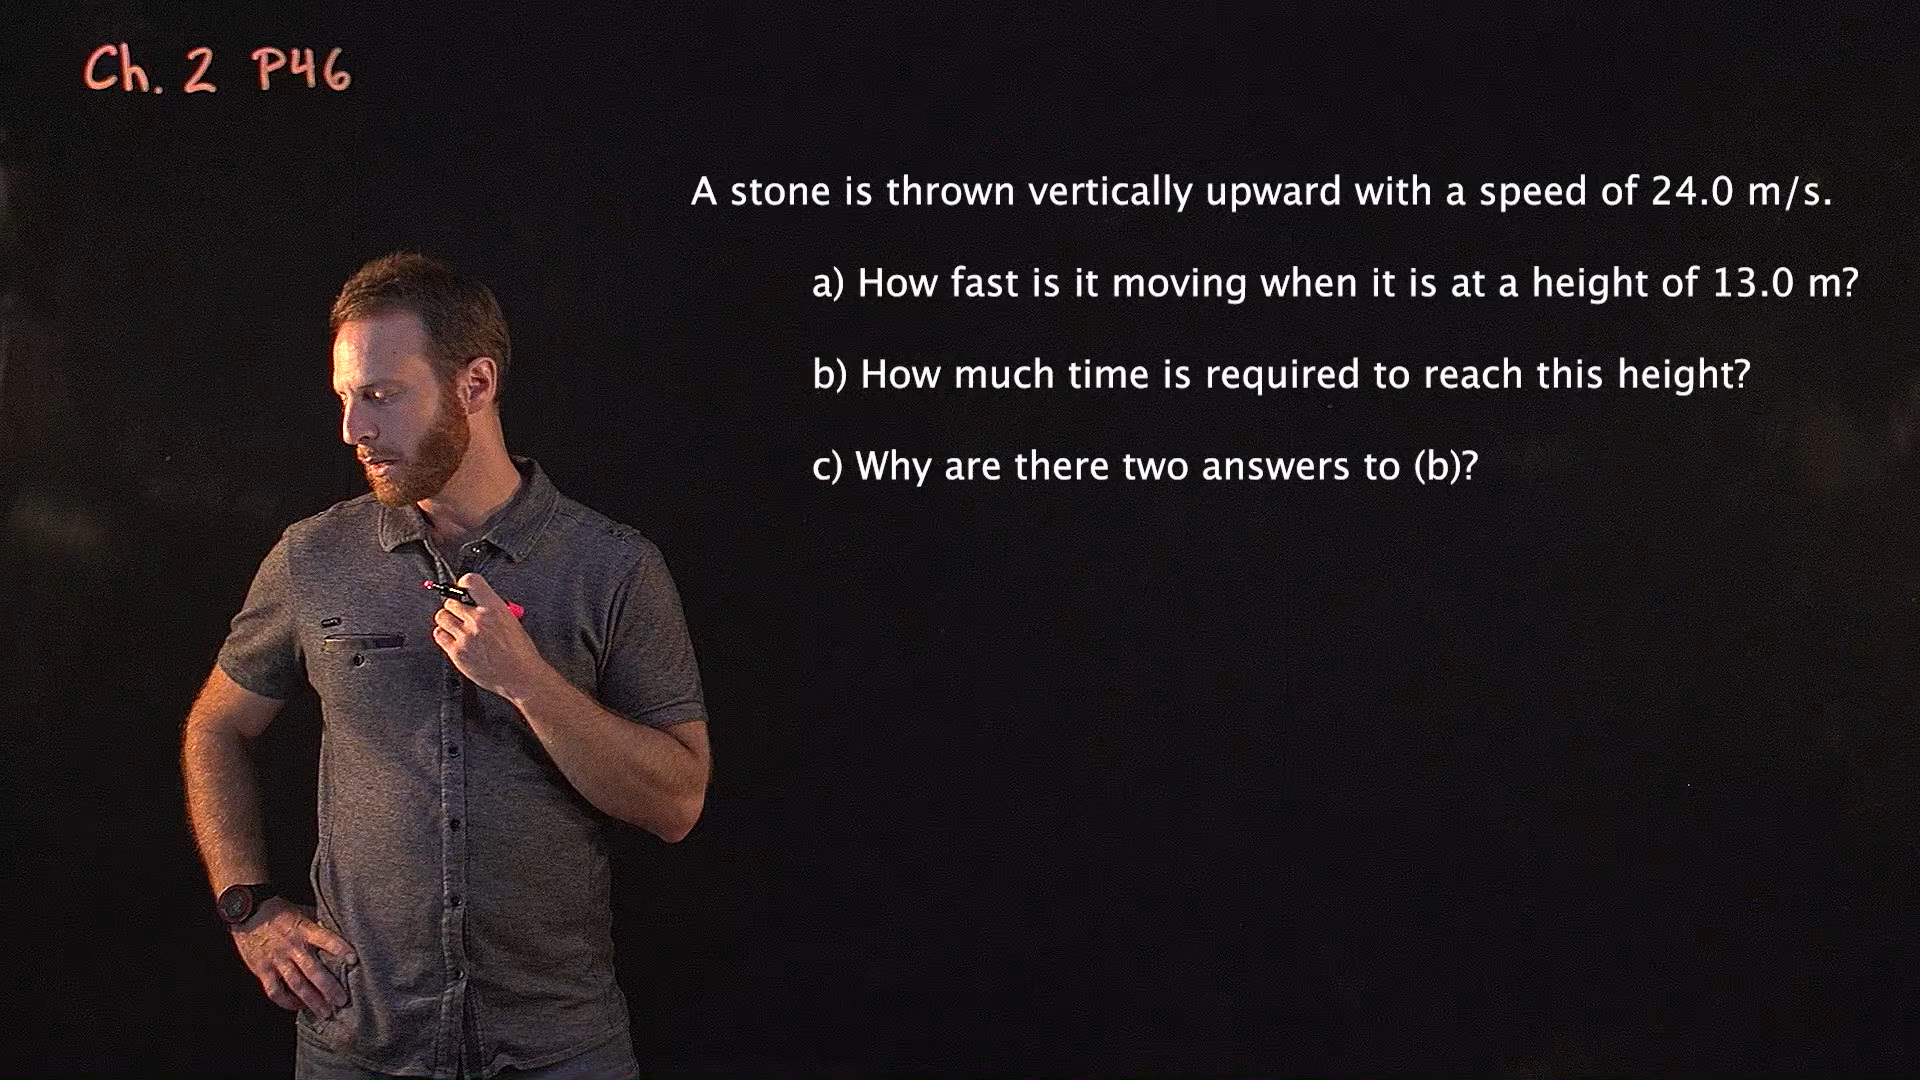 Ch. 2 P46
A stone is thrown vertically upward with a speed of 24.0 m/s.
a) How fast is it moving when it is at a height of 13.0 m?
b) How much time is required to reach this height?
c) Why are there two answers to (b)?